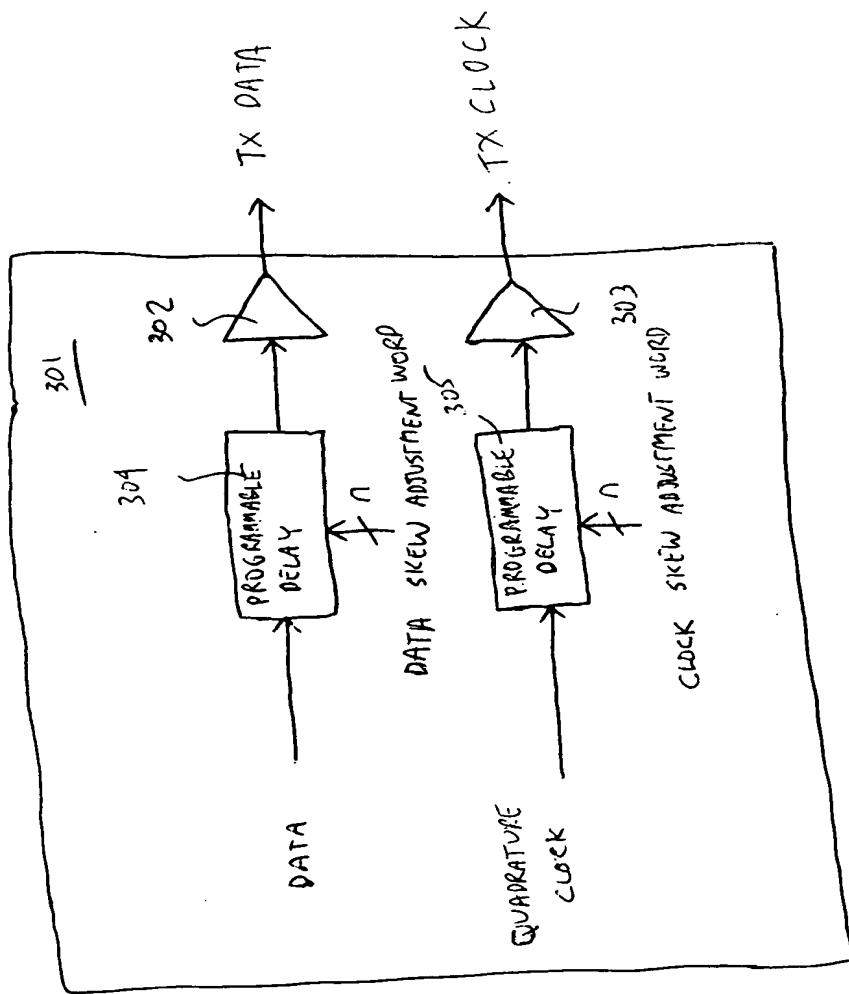 301
302
TX DATA
304
PROGRAMMABLE
DELAY
DATA
n
DATA SKEW ADJUSTMENT WORD
305
303
TX CLOCK
PROGRAMMABLE
DELAY
QUADRATURE
CLOCK
n
CLOCK SKEW ADJUSTMENT WORD